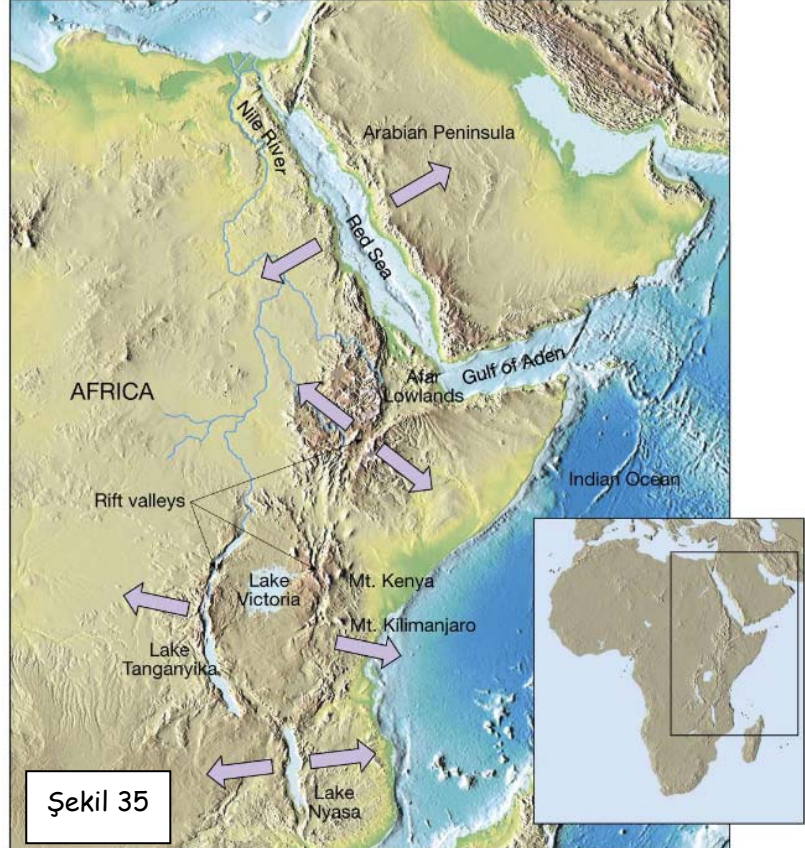 Nile River
Arabian Peninsula
Red Sea
AFRICA
Afar
Lowlands
Gulf of Aden
Rift valleys
Indian Ocean
Lake
Victoria
Mt. Kenya
Mt. Kilimanjaro
Lake
Tanganyika
Lake
Nyasa
Şekil 35